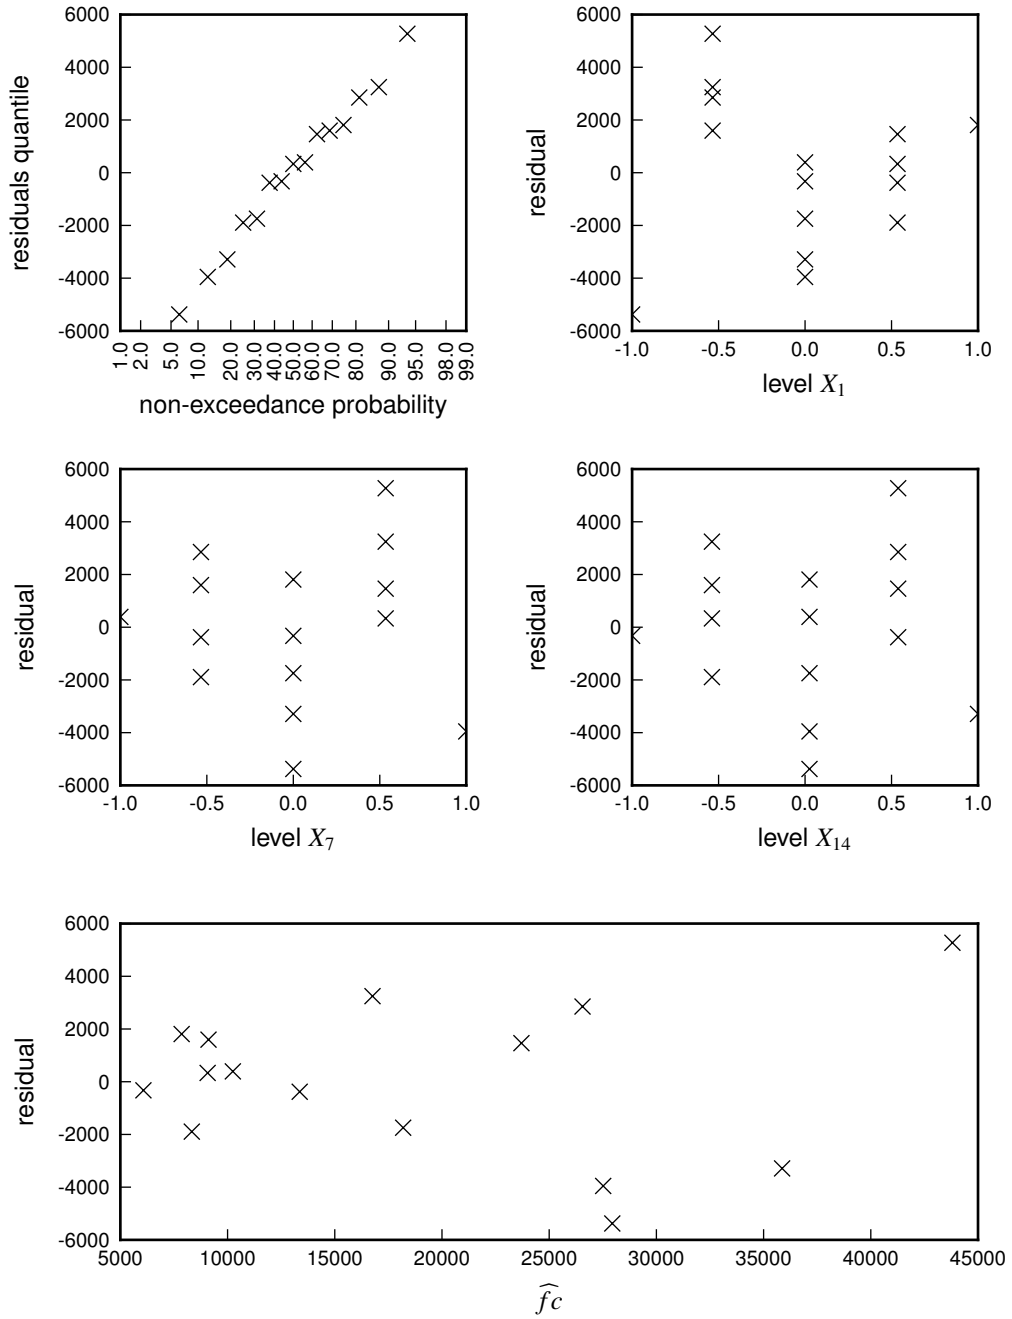 6000
4000
2000
0
-2000
-4000
-6000
residuals quantile
1.0 2.0 5.0 10.0 20.0 30.0 40.0 50.0 60.0 70.0 80.0 90.0 95.0 98.0 99.0
non-exceedance probability
6000
4000
2000
0
-2000
-4000
-6000
residual
-1.0 -0.5 0.0 0.5 1.0
level X1
6000
4000
2000
0
-2000
-4000
-6000
residual
-1.0 -0.5 0.0 0.5 1.0
level X7
6000
4000
2000
0
-2000
-4000
-6000
residual
-1.0 -0.5 0.0 0.5 1.0
level X14
6000
4000
2000
0
-2000
-4000
-6000
residual
5000 10000 15000 20000 25000 30000 35000 40000 45000
f̂c